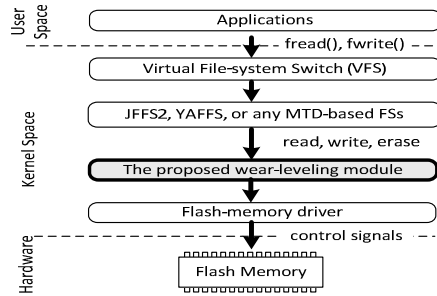 User
Space
Applications
fread(), fwrite()
Virtual File-system Switch (VFS)
JFFS2, YAFFS, or any MTD-based FSs
Kernel Space
read, write, erase
The proposed wear-leveling module
Flash-memory driver
control signals
Hardware
Flash Memory